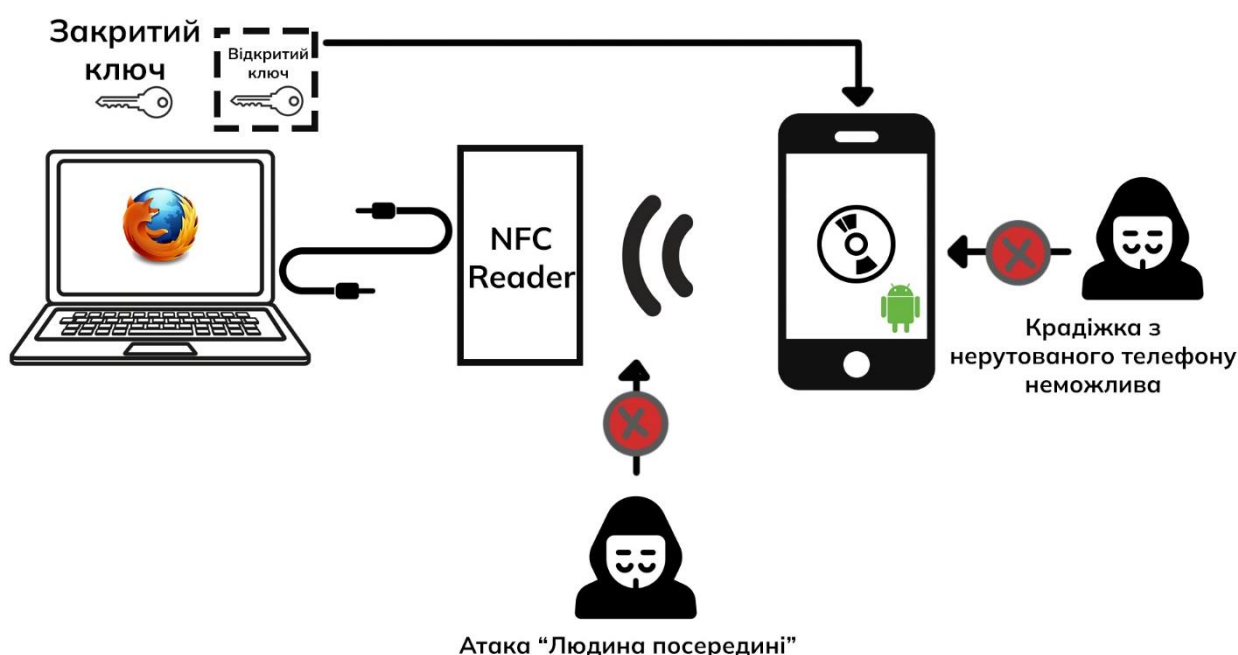 Закритий
ключ
Відкритий
ключ
NFC
Reader
Крадіжка з
нерутованого телефону
неможлива
Атака “Людина посередині”